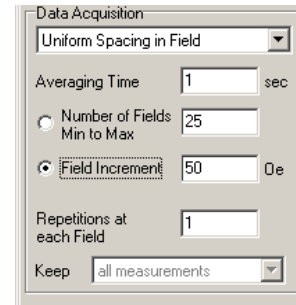 Data Acquisition
Uniform Spacing in Field
Averaging Time 1 sec
Number of Fields
Min to Max 25
Field Increment 50 Oe
Repetitions at
each Field 1
Keep all measurements